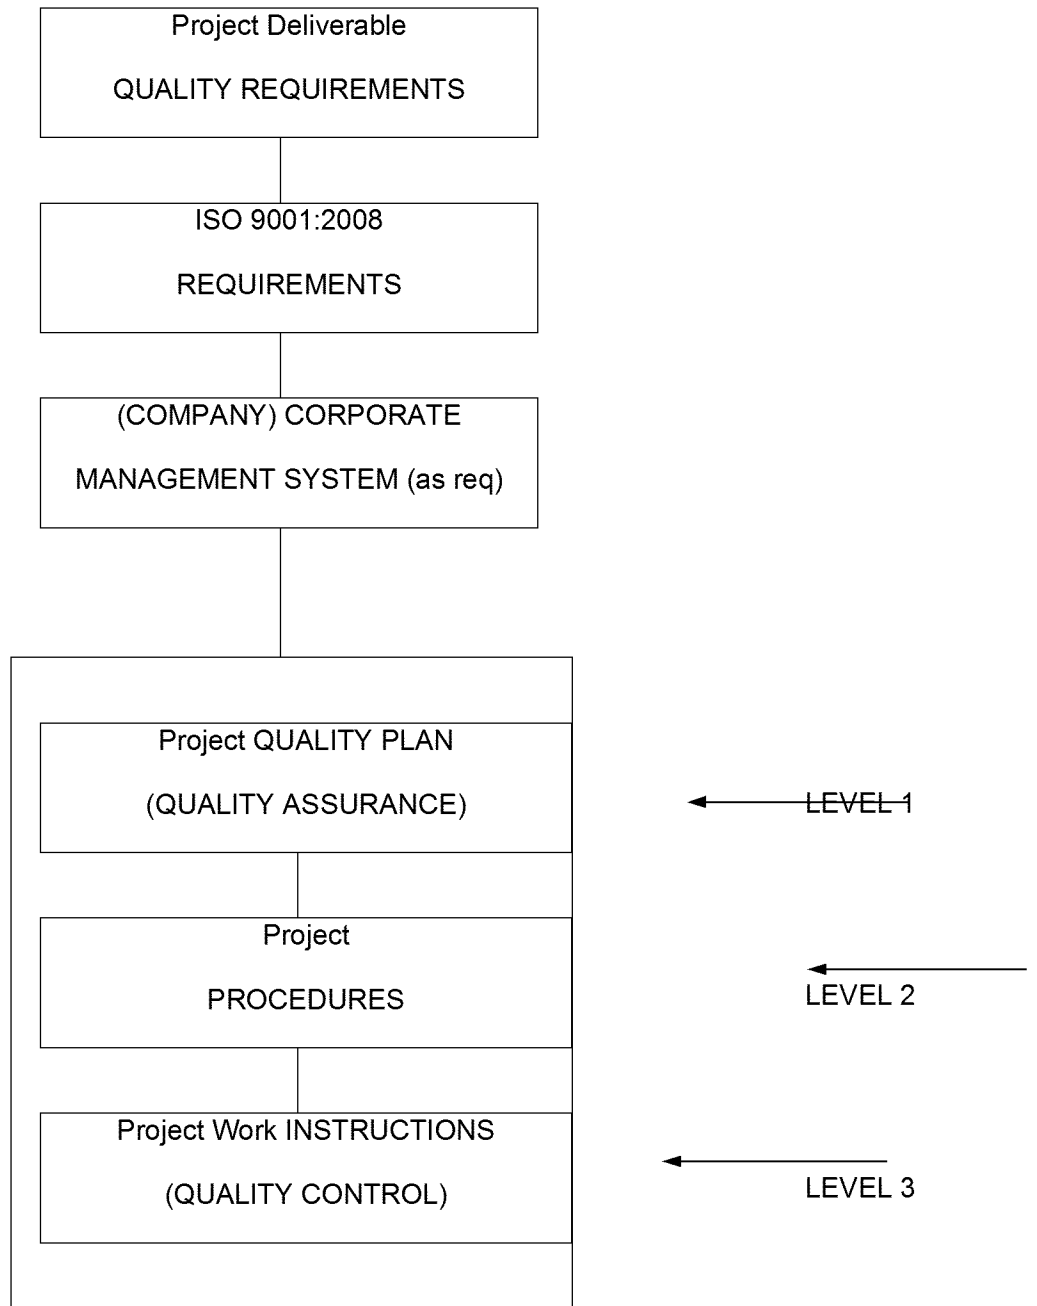 Project Deliverable
QUALITY REQUIREMENTS
ISO 9001:2008
REQUIREMENTS
(COMPANY) CORPORATE
MANAGEMENT SYSTEM (as req)
Project QUALITY PLAN
(QUALITY ASSURANCE)
LEVEL 1
Project
PROCEDURES
LEVEL 2
Project Work INSTRUCTIONS
(QUALITY CONTROL)
LEVEL 3